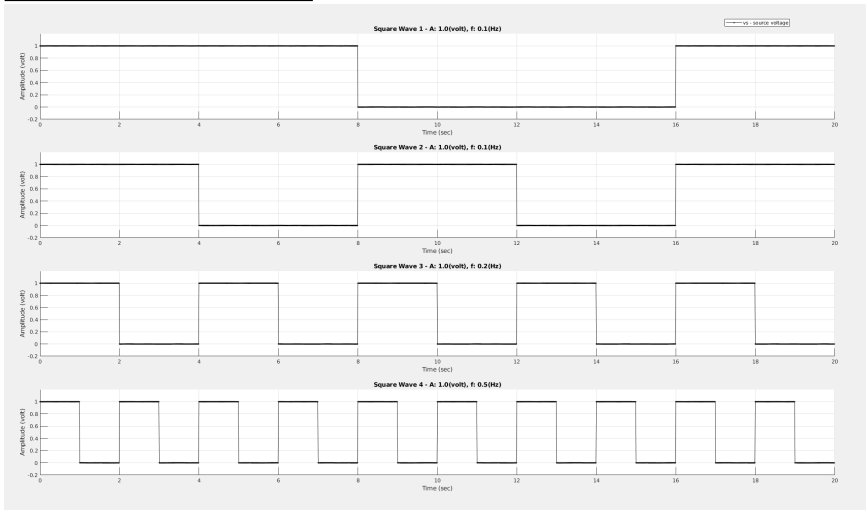 vs - source voltage
Square Wave 1 - A: 1.0(volt), f: 0.1(Hz)
Amplitude (volt)
1
0.8
0.6
0.4
0.2
0
-0.2
0 2 4 6 8 10 12 14 16 18 20
Time (sec)
Square Wave 2 - A: 1.0(volt), f: 0.1(Hz)
Amplitude (volt)
1
0.8
0.6
0.4
0.2
0
-0.2
0 2 4 6 8 10 12 14 16 18 20
Time (sec)
Square Wave 3 - A: 1.0(volt), f: 0.2(Hz)
Amplitude (volt)
1
0.8
0.6
0.4
0.2
0
-0.2
0 2 4 6 8 10 12 14 16 18 20
Time (sec)
Square Wave 4 - A: 1.0(volt), f: 0.5(Hz)
Amplitude (volt)
1
0.8
0.6
0.4
0.2
0
-0.2
0 2 4 6 8 10 12 14 16 18 20
Time (sec)